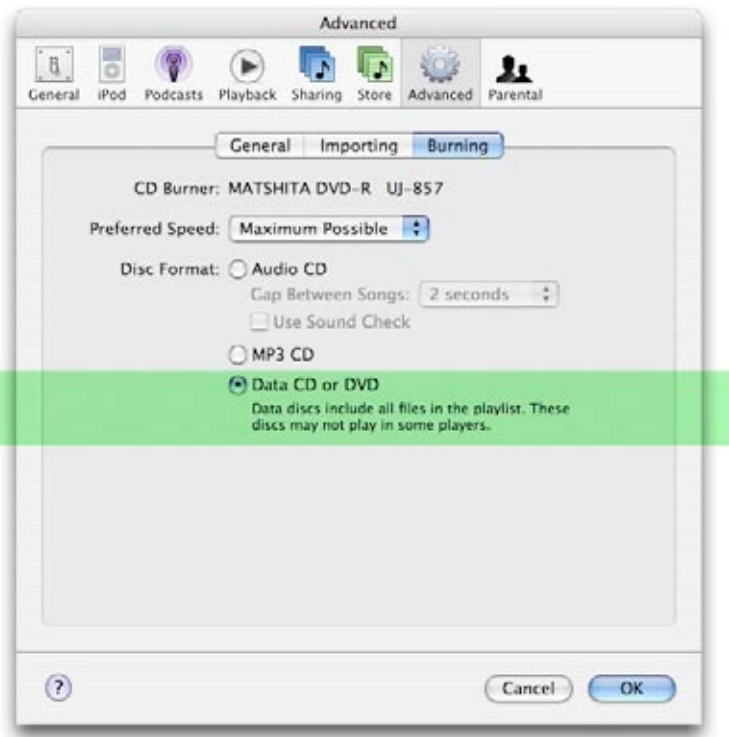 Advanced
General iPod Podcasts Playback Sharing Store Advanced Parental
General Importing Burning
CD Burner: MATSHITA DVD-R UJ-857
Preferred Speed: Maximum Possible
Disc Format: Audio CD
Gap Between Songs: 2 seconds
Use Sound Check
MP3 CD
Data CD or DVD
Data discs include all files in the playlist. These
discs may not play in some players.
? Cancel OK